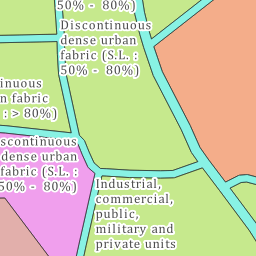 50% - 80%)
Discontinuous
dense urban
fabric (S.L. :
50% - 80%)
inuous
n fabric
: > 80%)
scontinuous
dense urban
fabric (S.L. :
50% - 80%)
Industrial,
commercial,
public,
military and
private units